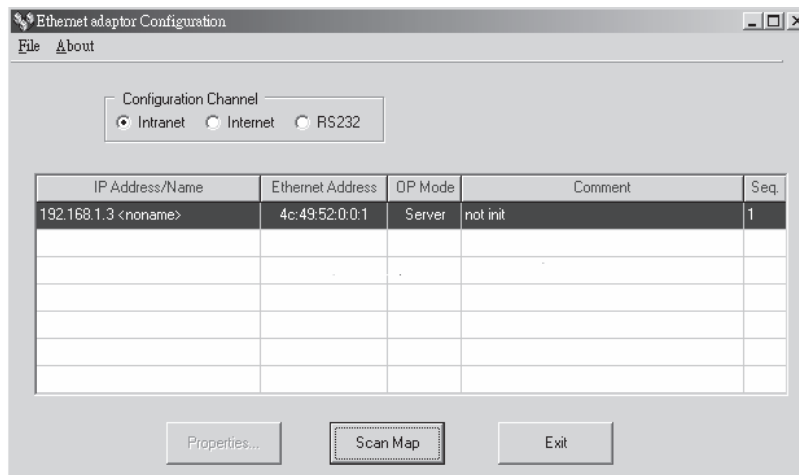 Ethernet adaptor Configuration
File About
Configuration Channel
Intranet Internet RS232
IP Address/Name Ethernet Address OP Mode Comment Seq.
192.168.1.3 <noname> 4c:49:52:0:0:1 Server not init 1
Properties... Scan Map Exit